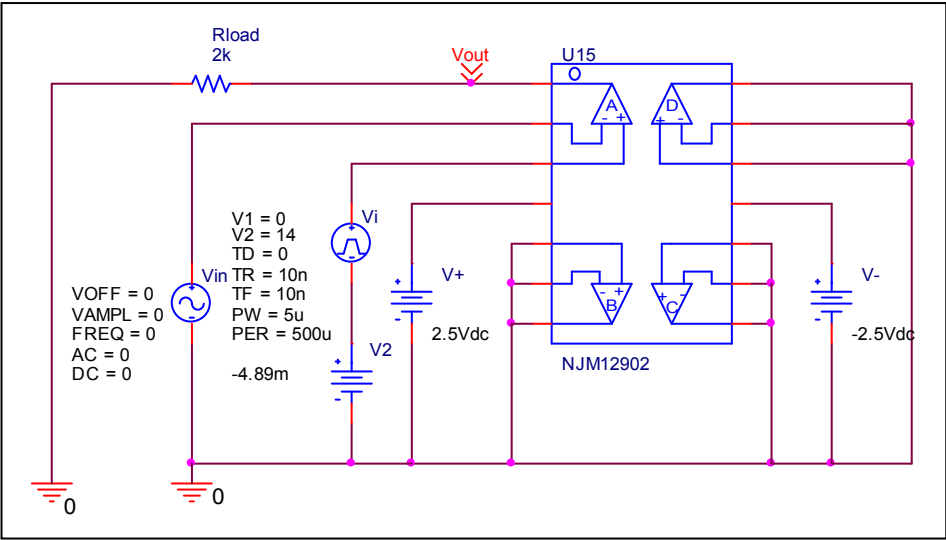 Rload
2k
Vout
U15
A
D
- +
+ -
Vi
+
V1 = 0
V2 = 14
TD = 0
TR = 10n
TF = 10n
PW = 5u
PER = 500u
Vin
+
-
VOFF = 0
VAMPL = 0
FREQ = 0
AC = 0
DC = 0
V2
+
-
-4.89m
V+
+
-
2.5Vdc
- +
+ -
B
C
NJM12902
V-
+
-
-2.5Vdc
0
0